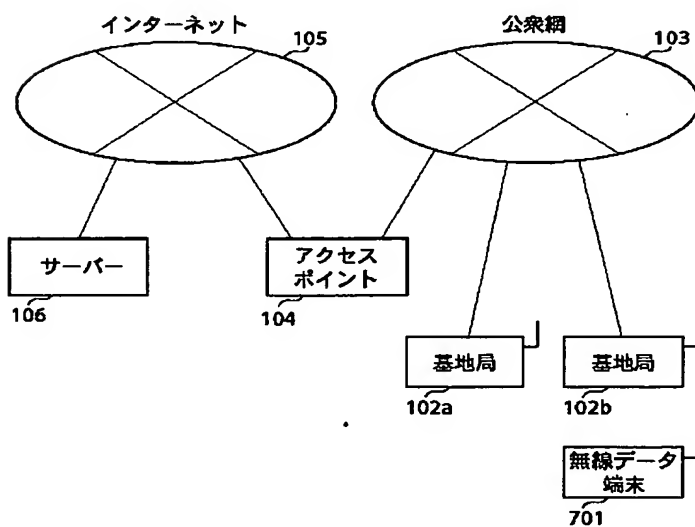 インターネット
105
公衆網
103
サーバー
106
アクセス
ポイント
104
基地局
102a
基地局
102b
無線データ
端末
701